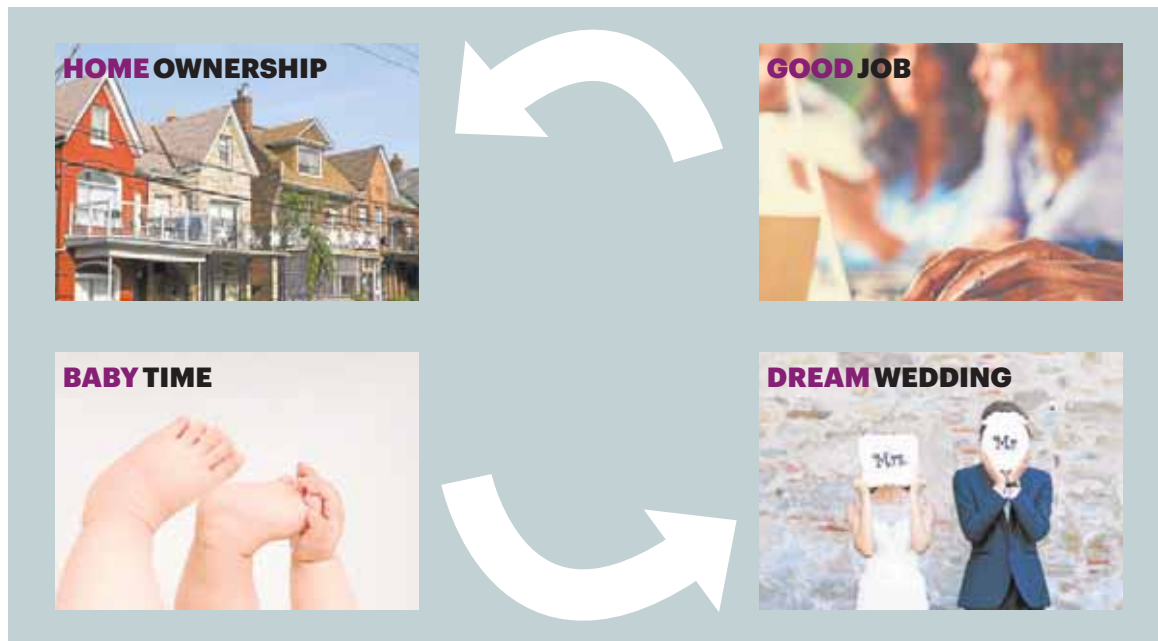 HOME OWNERSHIP
GOOD JOB
BABY TIME
DREAM WEDDING
Mrs.
Mr